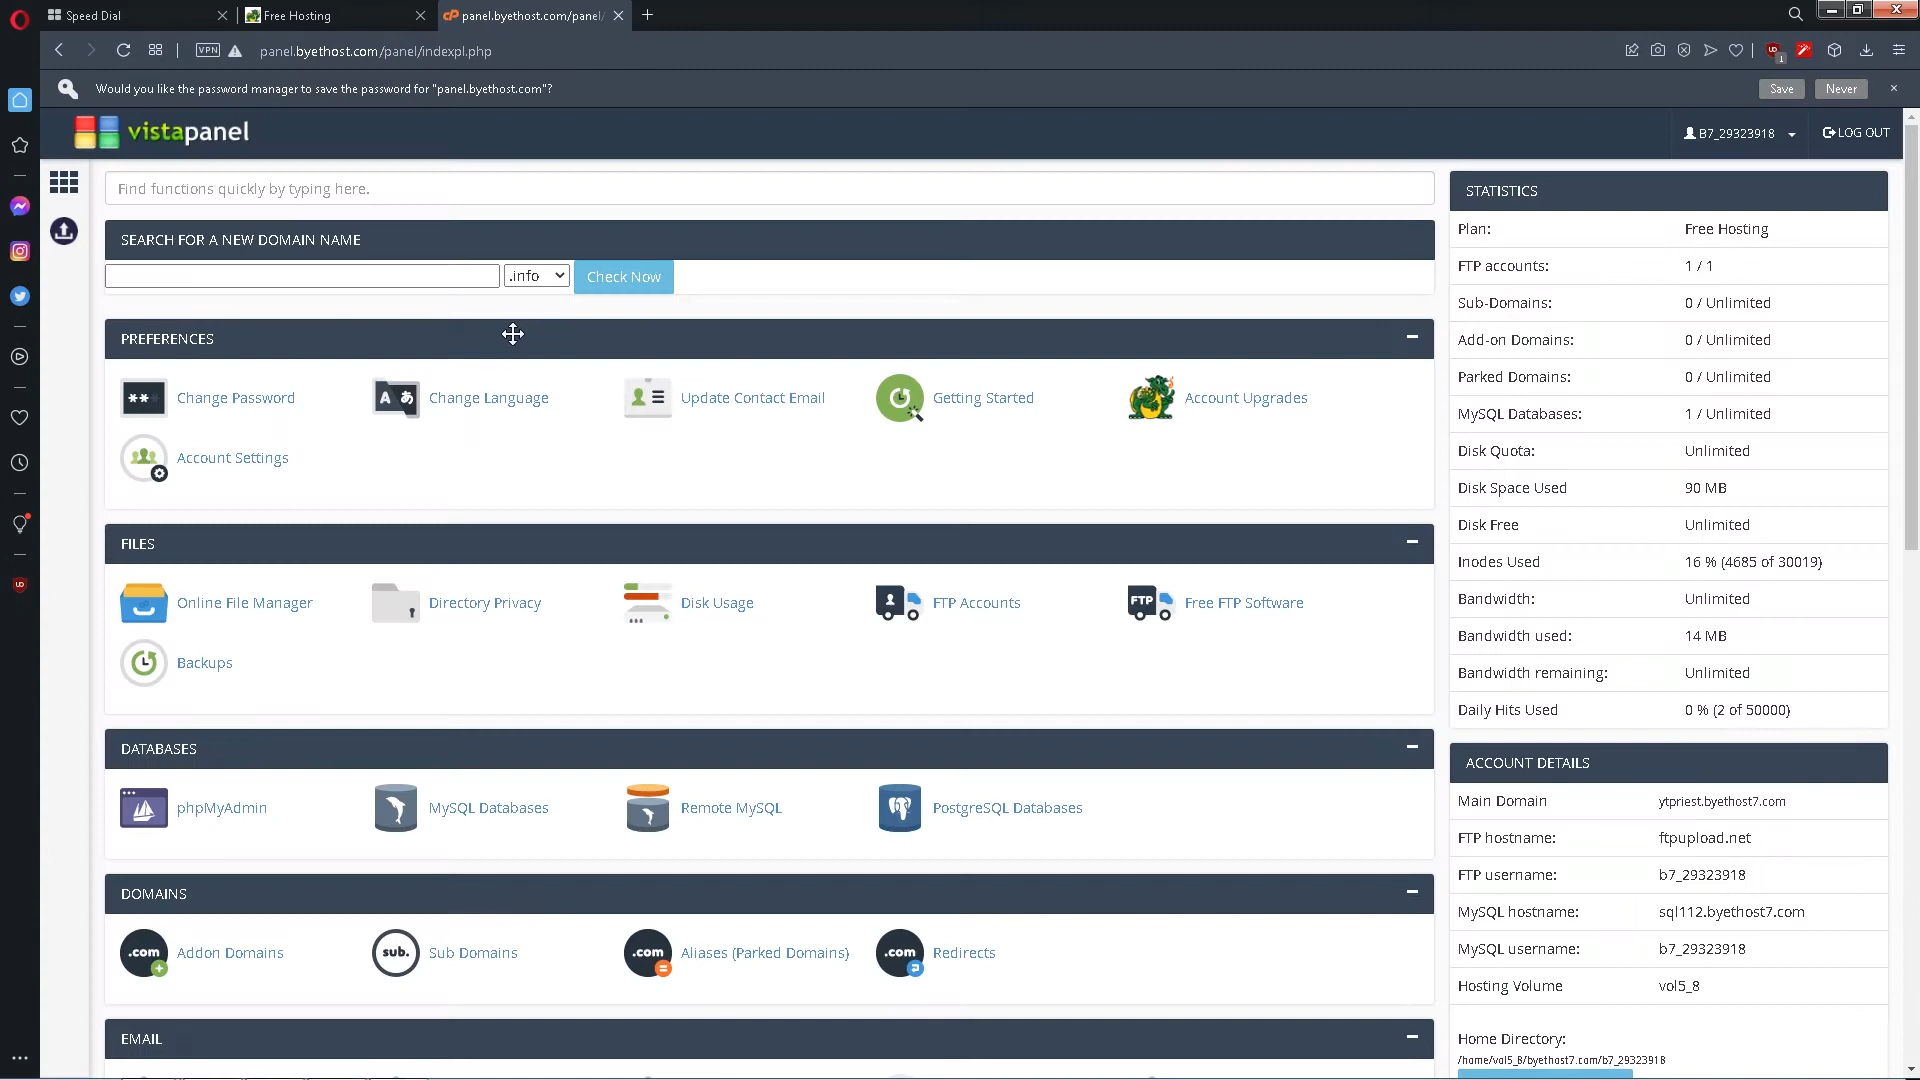 Speed Dial
Free Hosting
panel.byethost.com/panel/
VPN
panel.byethost.com/panel/indexpl.php
1
Would you like the password manager to save the password for "panel.byethost.com"?
Save
Never
vistapanel
B7_29323918
LOG OUT
Find functions quickly by typing here.
SEARCH FOR A NEW DOMAIN NAME
.info
Check Now
PREFERENCES
Change Password
Change Language
Update Contact Email
Getting Started
Account Upgrades
Account Settings
FILES
Online File Manager
Directory Privacy
Disk Usage
FTP Accounts
FTP
Free FTP Software
Backups
DATABASES
phpMyAdmin
MySQL Databases
Remote MySQL
PostgreSQL Databases
DOMAINS
.com
Addon Domains
sub.
Sub Domains
.com
Aliases (Parked Domains)
.com
Redirects
EMAIL
STATISTICS
Plan: Free Hosting
FTP accounts: 1 / 1
Sub-Domains: 0 / Unlimited
Add-on Domains: 0 / Unlimited
Parked Domains: 0 / Unlimited
MySQL Databases: 1 / Unlimited
Disk Quota: Unlimited
Disk Space Used 90 MB
Disk Free Unlimited
Inodes Used 16 % (4685 of 30019)
Bandwidth: Unlimited
Bandwidth used: 14 MB
Bandwidth remaining: Unlimited
Daily Hits Used 0 % (2 of 50000)
ACCOUNT DETAILS
Main Domain ytpriest.byethost7.com
FTP hostname: ftpupload.net
FTP username: b7_29323918
MySQL hostname: sql112.byethost7.com
MySQL username: b7_29323918
Hosting Volume vol5_8
Home Directory:
/home/vol5_8/byethost7.com/b7_29323918